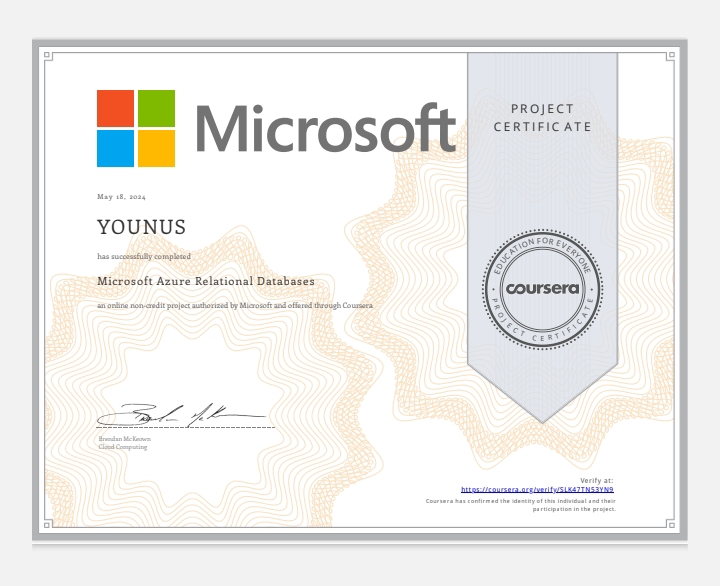 Microsoft
PROJECT
CERTIFICATE
May 18, 2024
YOUNUS
has successfully completed
Microsoft Azure Relational Databases
an online non-credit project authorized by Microsoft and offered through Coursera
EDUCATION FOR EVERYONE
coursera
PROJECT CERTIFICATE
Brendan McKeown
Cloud Computing
Verify at:
https://coursera.org/verify/SLK47TN53YN9
Coursera has confirmed the identity of this individual and their
participation in the project.